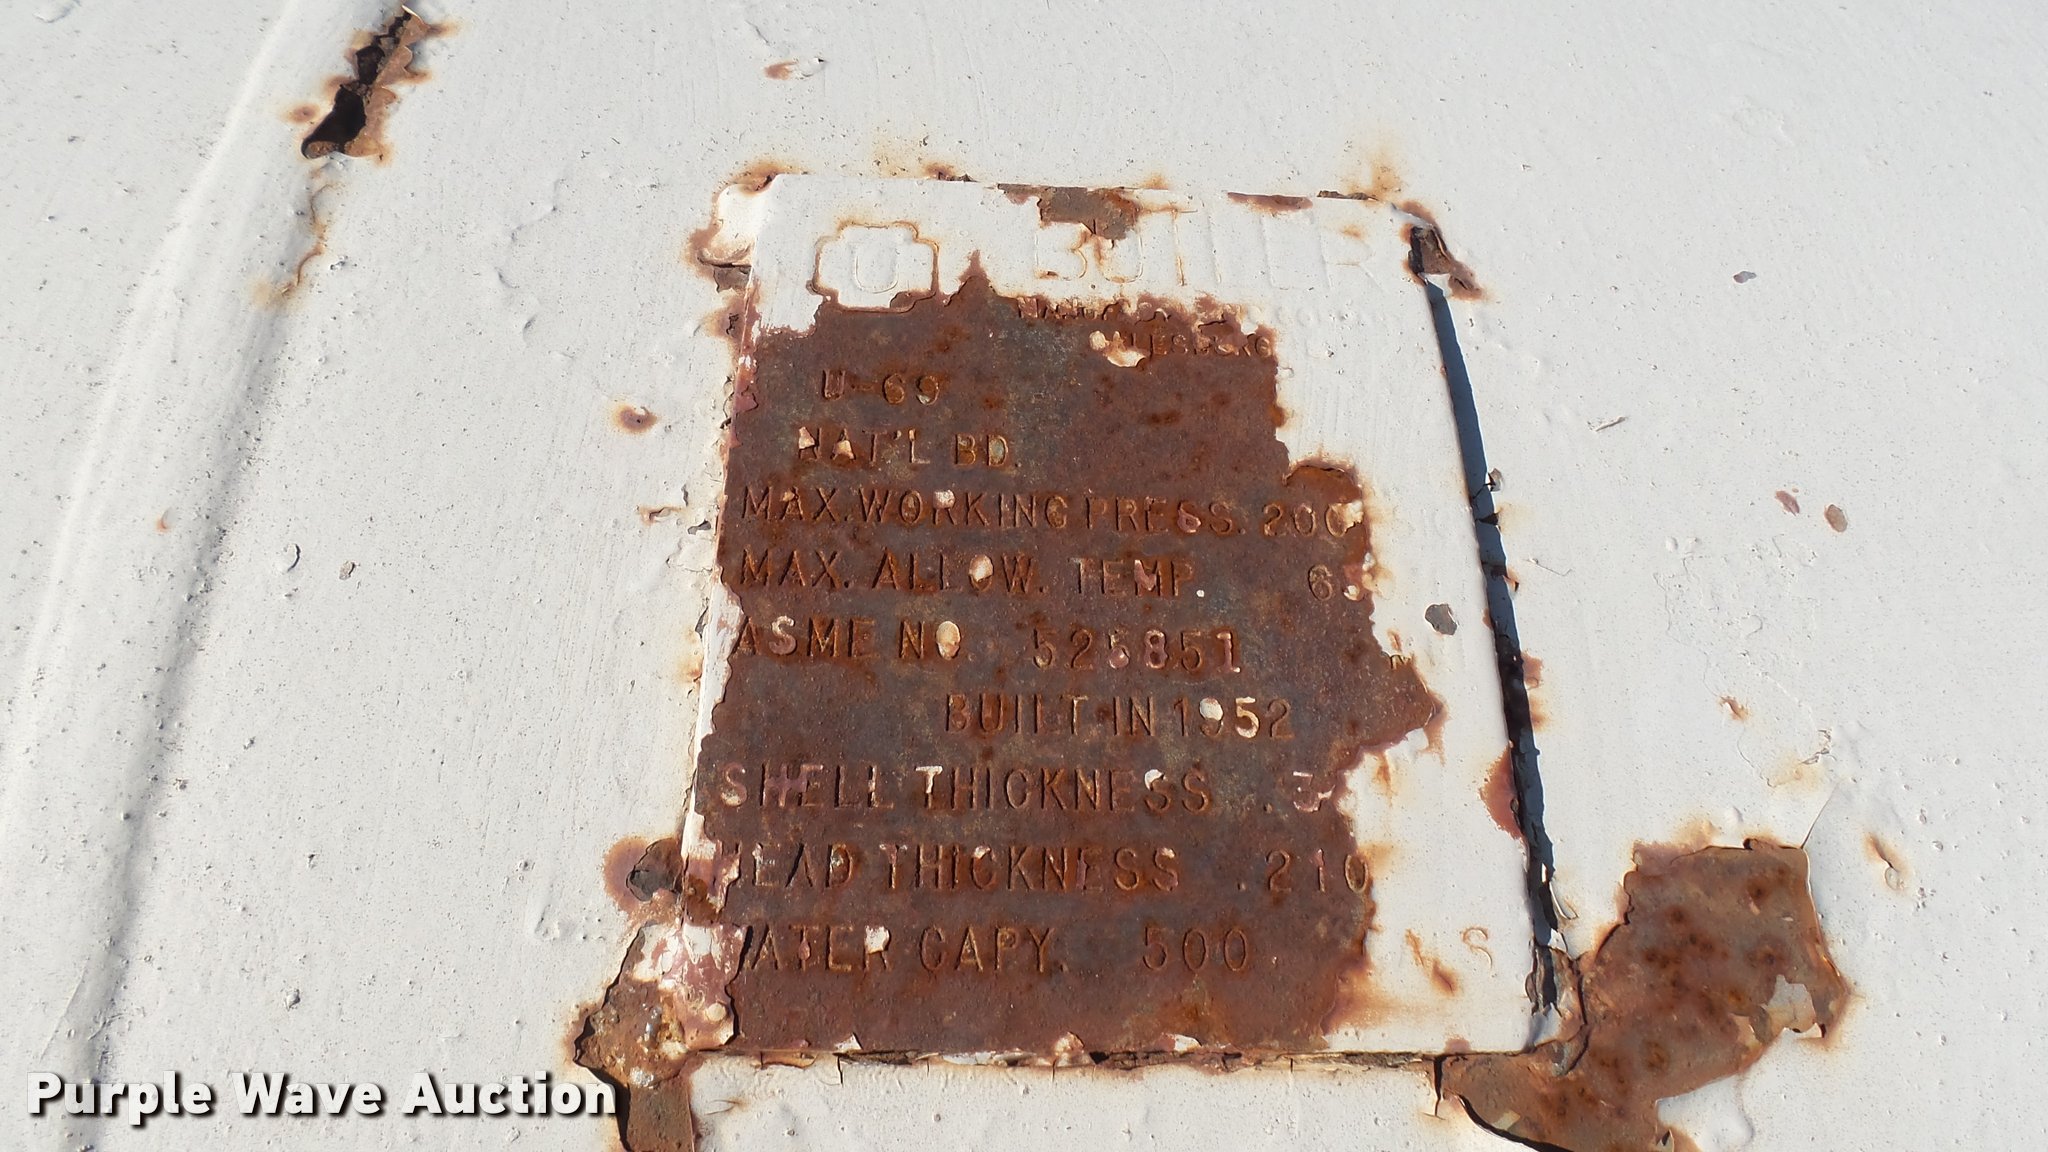 U BUTLER
GALESBURG
U-69
NAT'L BD.
MAX. WORKING PRESS. 200
MAX. ALLOW. TEMP.
ASME NO 525851
BUILT IN 1952
SHELL THICKNESS
HEAD THICKNESS .210
WATER CAPY. 500
Purple Wave Auction